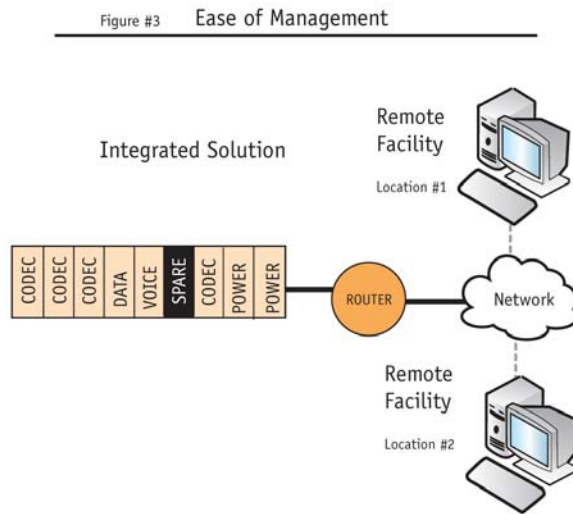 Figure #3 Ease of Management
Remote
Facility
Location #1
Integrated Solution
CODEC
CODEC
CODEC
DATA
VOICE
SPARE
CODEC
POWER
POWER
ROUTER
Network
Remote
Facility
Location #2